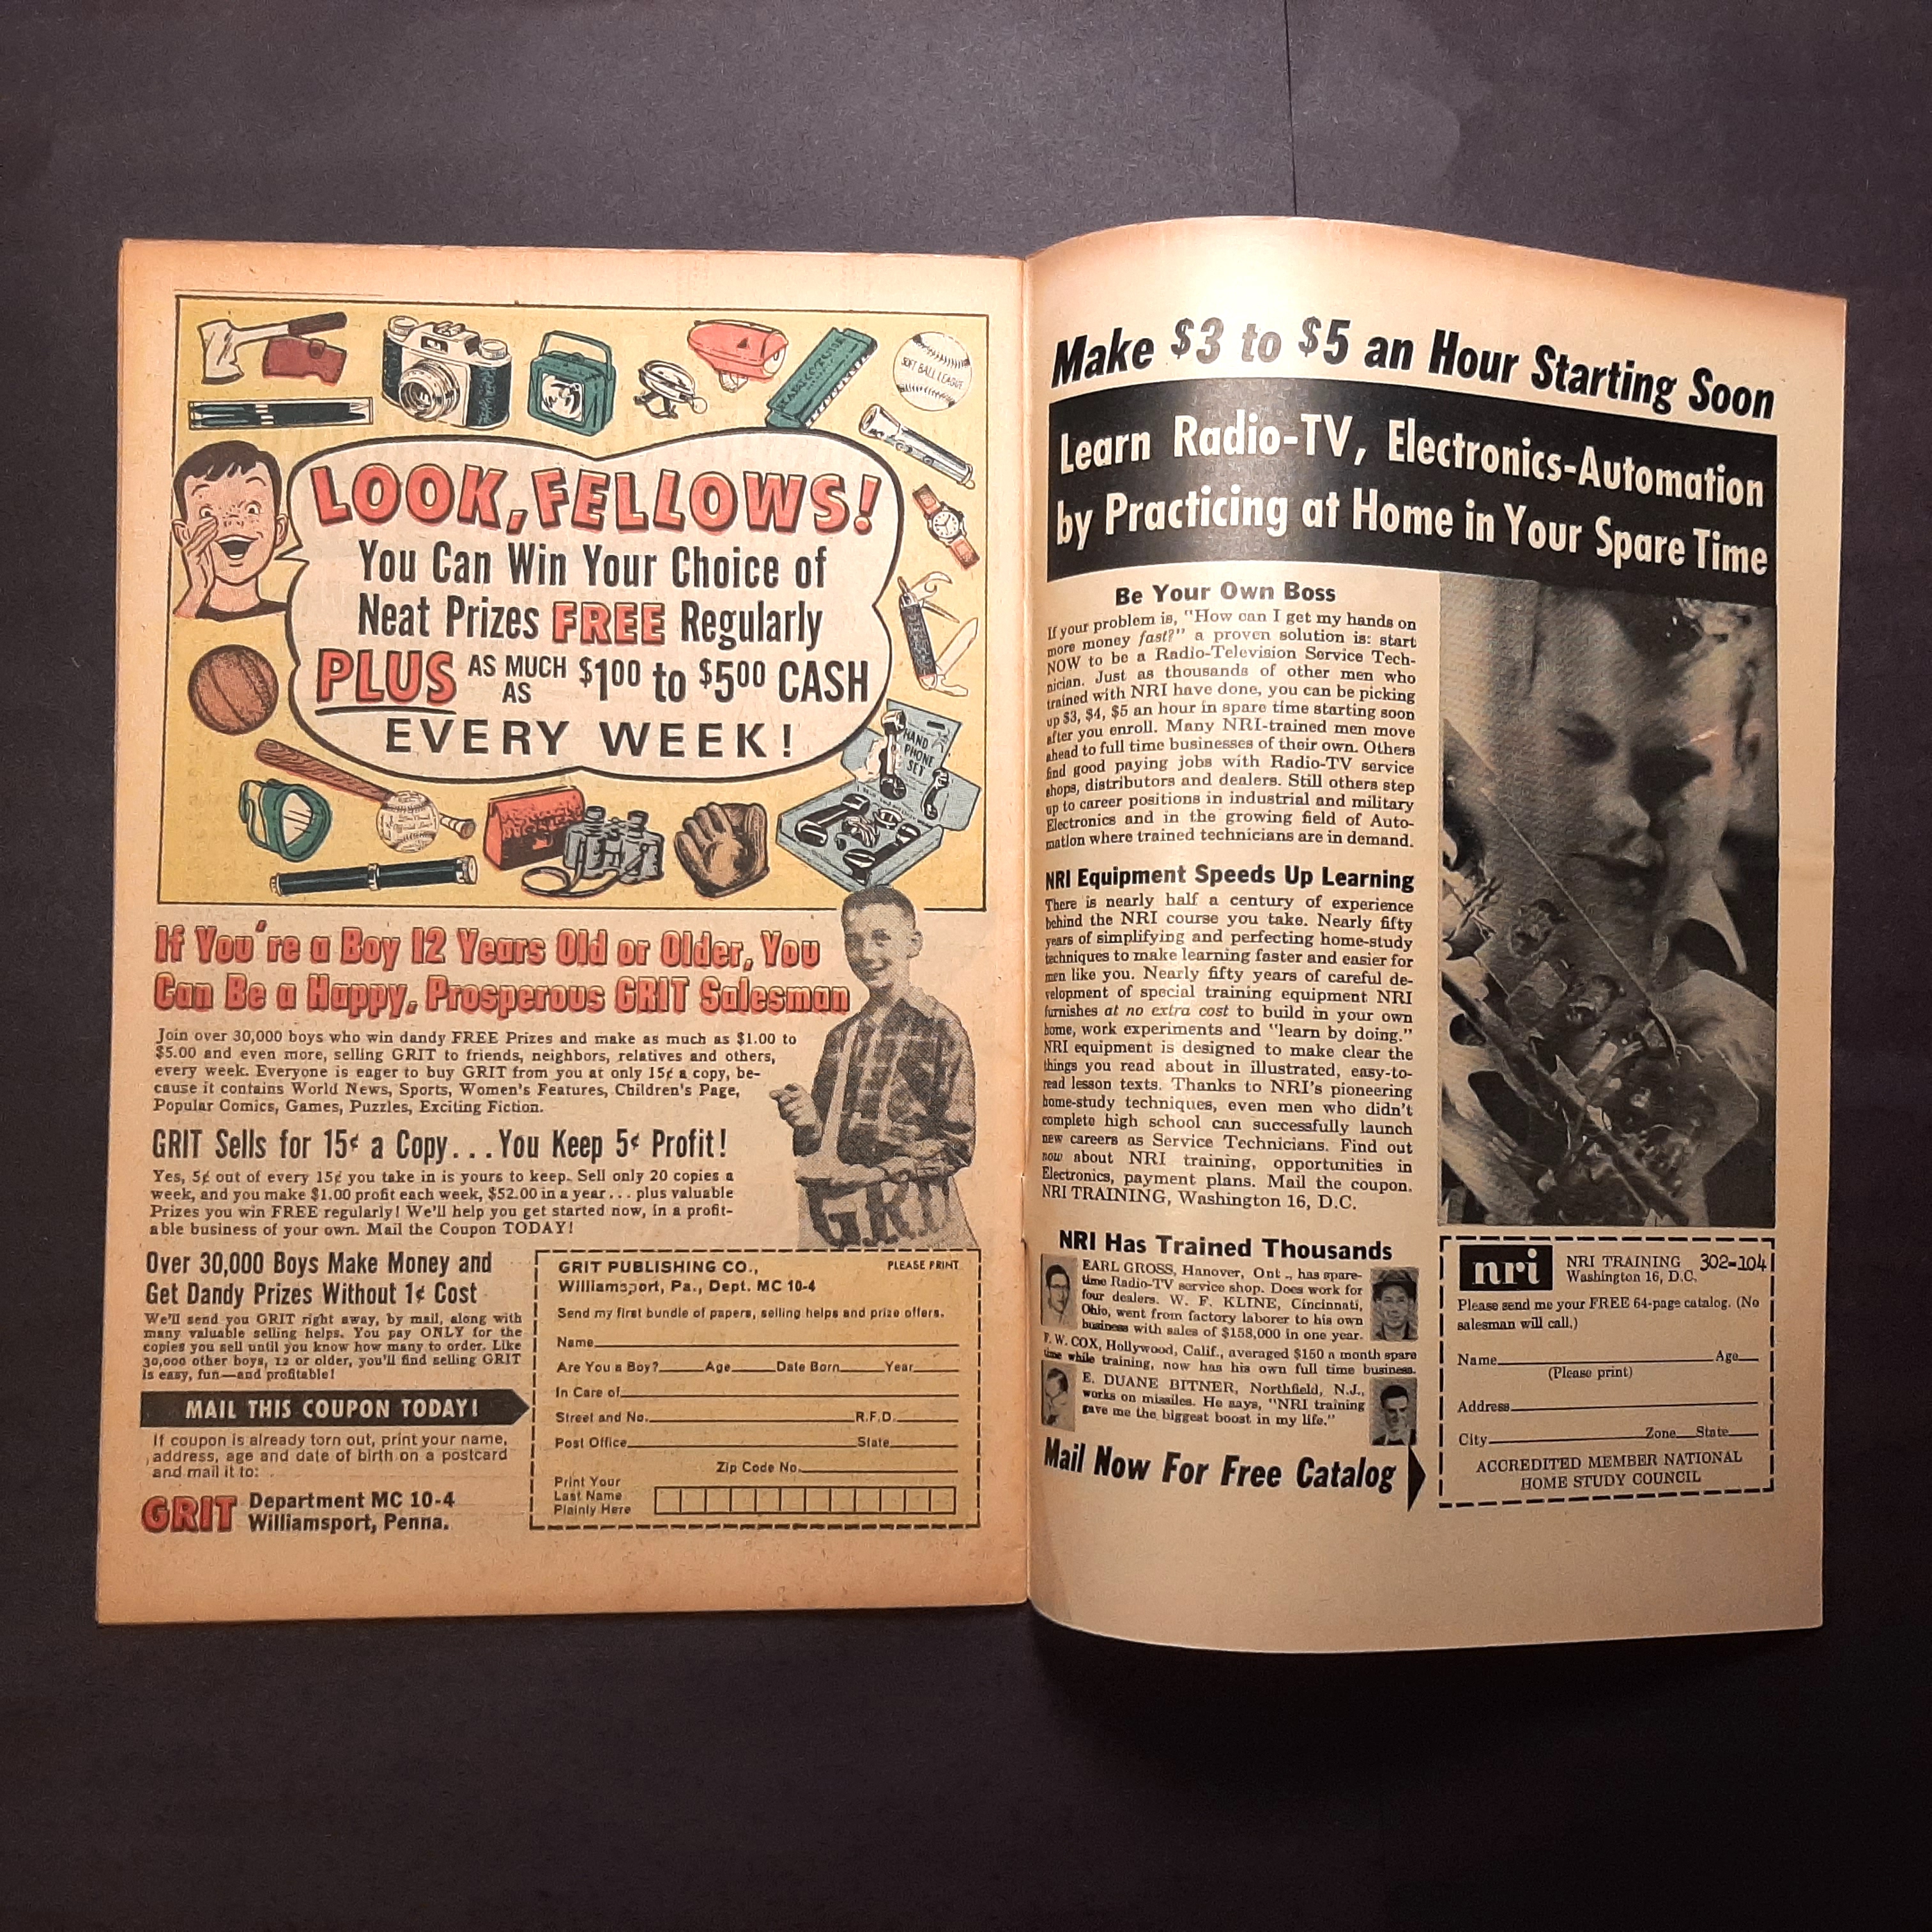 SOFT BALL LEAGUE
LOOK, FELLOWS!
You Can Win Your Choice of
Neat Prizes FREE Regularly
PLUS AS MUCH AS $1 00 to $5 00 CASH
EVERY WEEK!
HAND
PHONE
SET
If You're a Boy 12 Years Old or Older, You
Can Be a Happy, Prosperous GRIT Salesman
Join over 30,000 boys who win dandy FREE Prizes and make as much as $1.00 to
$5.00 and even more, selling GRIT to friends, neighbors, relatives and others,
every week. Everyone is eager to buy GRIT from you at only 15¢ a copy, be-
cause it contains World News, Sports, Women's Features, Children's Page,
Popular Comics, Games, Puzzles, Exciting Fiction.
GRIT Sells for 15¢ a Copy...You Keep 5¢ Profit!
Yes, 5¢ out of every 15¢ you take in is yours to keep. Sell only 20 copies a
week, and you make $1.00 profit each week, $52.00 in a year... plus valuable
Prizes you win FREE regularly! We'll help you get started now, in a profit-
able business of your own. Mail the Coupon TODAY!
GRIT
Over 30,000 Boys Make Money and
Get Dandy Prizes Without 1¢ Cost
We'll send you GRIT right away, by mail, along with
many valuable selling helps. You pay ONLY for the
copies you sell until you know how many to order. Like
30,000 other boys, 12 or older, you'll find selling GRIT
is easy, fun—and profitable!
MAIL THIS COUPON TODAY!
If coupon is already torn out, print your name,
address, age and date of birth on a postcard
and mail it to:
GRIT Department MC 10-4
Williamsport, Penna.
GRIT PUBLISHING CO., PLEASE PRINT
Williamsport, Pa., Dept. MC 10-4
Send my first bundle of papers, selling helps and prize offers.
Name
Are You a Boy? Age Date Born Year
In Care of
Street and No. R.F.D.
Post Office State
Zip Code No.
Print Your
Last Name
Plainly Here
Make $3 to $5 an Hour Starting Soon
Learn Radio-TV, Electronics-Automation
by Practicing at Home in Your Spare Time
Be Your Own Boss
If your problem is, "How can I get my hands on
more money fast?" a proven solution is: start
NOW to be a Radio-Television Service Tech-
nician. Just as thousands of other men who
trained with NRI have done, you can be picking
up $3, $4, $5 an hour in spare time starting soon
after you enroll. Many NRI-trained men move
ahead to full time businesses of their own. Others
find good paying jobs with Radio-TV service
shops, distributors and dealers. Still others step
up to career positions in industrial and military
Electronics and in the growing field of Auto-
mation where trained technicians are in demand.
NRI Equipment Speeds Up Learning
There is nearly half a century of experience
behind the NRI course you take. Nearly fifty
years of simplifying and perfecting home-study
techniques to make learning faster and easier for
men like you. Nearly fifty years of careful de-
velopment of special training equipment NRI
furnishes at no extra cost to build in your own
home, work experiments and "learn by doing."
NRI equipment is designed to make clear the
things you read about in illustrated, easy-to-
read lesson texts. Thanks to NRI's pioneering
home-study techniques, even men who didn't
complete high school can successfully launch
new careers as Service Technicians. Find out
now about NRI training, opportunities in
Electronics, payment plans. Mail the coupon.
NRI TRAINING, Washington 16, D.C.
NRI Has Trained Thousands
EARL GROSS, Hanover, Ont., has spare-
time Radio-TV service shop. Does work for
four dealers. W. F. KLINE, Cincinnati,
Ohio, went from factory laborer to his own
business with sales of $158,000 in one year.
F. W. COX, Hollywood, Calif., averaged $150 a month spare
time while training, now has his own full time business.
E. DUANE BITNER, Northfield, N.J.,
works on missiles. He says, "NRI training
gave me the biggest boost in my life."
Mail Now For Free Catalog
nri NRI TRAINING 302-104
Washington 16, D.C.
Please send me your FREE 64-page catalog. (No
salesman will call.)
Name Age
(Please print)
Address
City Zone State
ACCREDITED MEMBER NATIONAL
HOME STUDY COUNCIL